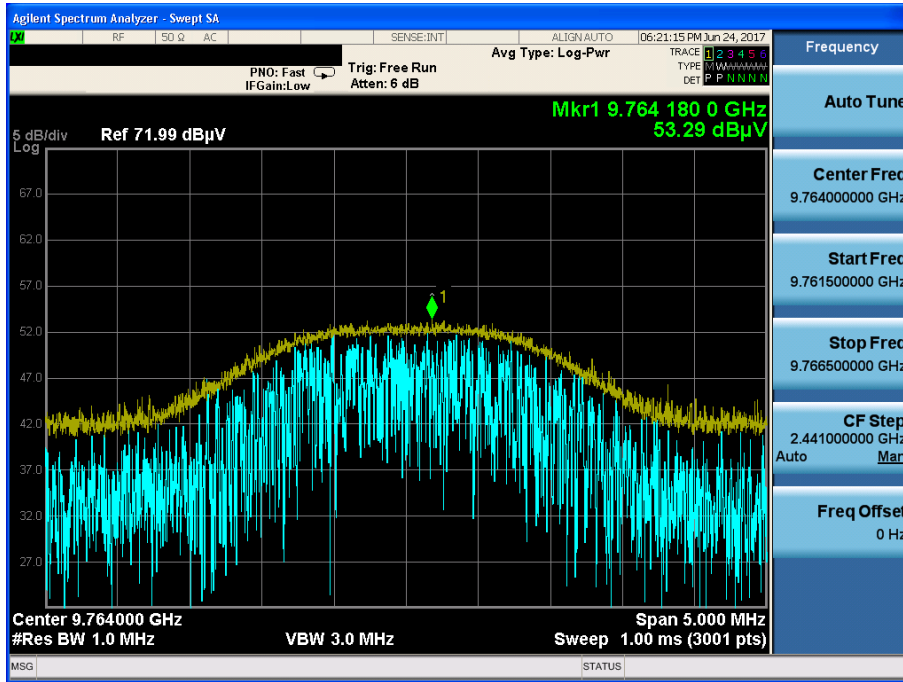 Agilent Spectrum Analyzer - Swept SA
LXI RF 50 Ω AC SENSE:INT ALIGN AUTO 06:21:15 PM Jun 24, 2017
Avg Type: Log-Pwr
TRACE 1 2 3 4 5 6
TYPE M W W W W W
DET P P N N N N
PNO: Fast
IFGain:Low
Trig: Free Run
Atten: 6 dB
Mkr1 9.764 180 0 GHz
53.29 dBµV
5 dB/div
Log
Ref 71.99 dBµV
67.0
62.0
57.0
52.0
47.0
42.0
37.0
32.0
27.0
1
Center 9.764000 GHz
Span 5.000 MHz
#Res BW 1.0 MHz
VBW 3.0 MHz
Sweep 1.00 ms (3001 pts)
MSG
STATUS
Frequency
Auto Tune
Center Freq
9.764000000 GHz
Start Freq
9.761500000 GHz
Stop Freq
9.766500000 GHz
CF Step
2.441000000 GHz
Auto Man
Freq Offset
0 Hz